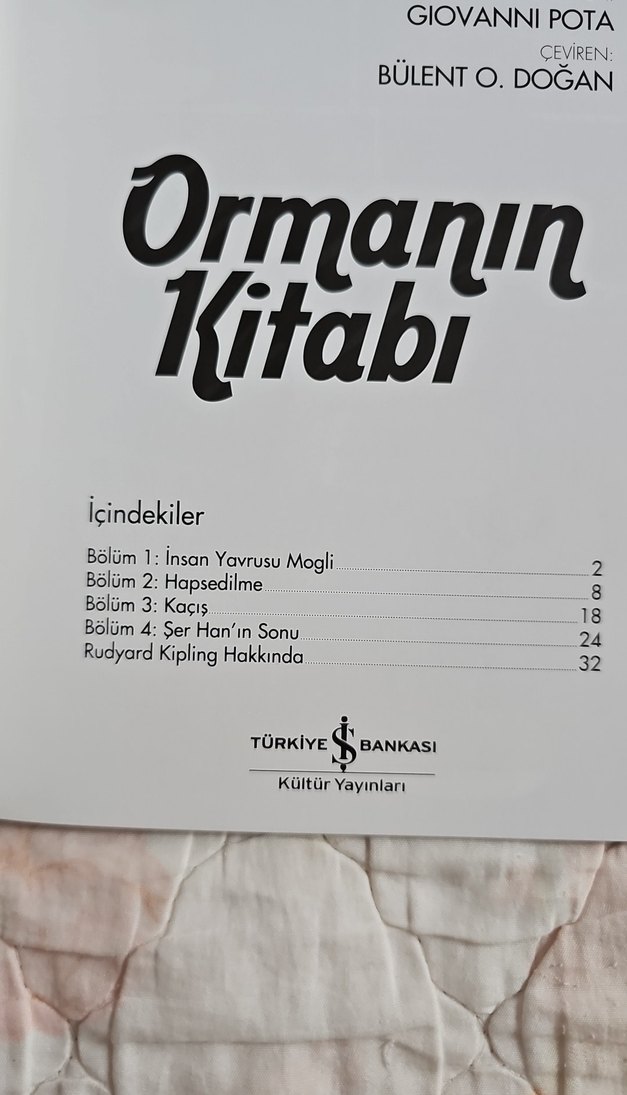 GIOVANNI POTA
ÇEVİREN:
BÜLENT O. DOĞAN
Ormanın
Kitabı
İçindekiler
Bölüm 1: İnsan Yavrusu Mogli 2
Bölüm 2: Hapsedilme 8
Bölüm 3: Kaçış 18
Bölüm 4: Şer Han'ın Sonu 24
Rudyard Kipling Hakkında 32
TÜRKİYE İŞ BANKASI
Kültür Yayınları